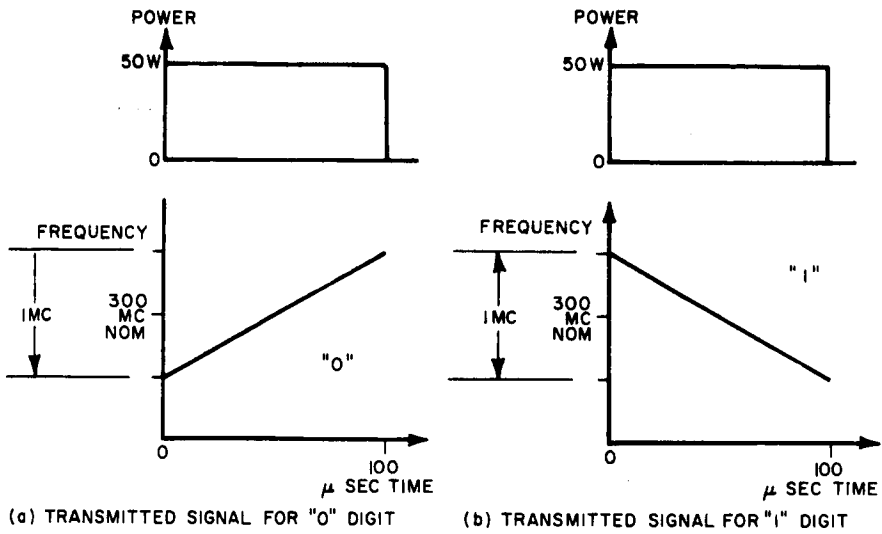 POWER
50W
0
FREQUENCY
1MC
300
MC
NOM
"0"
0
100
μ SEC TIME
(a) TRANSMITTED SIGNAL FOR "0" DIGIT
POWER
50W
0
FREQUENCY
1MC
300
MC
NOM
"1"
0
100
μ SEC TIME
(b) TRANSMITTED SIGNAL FOR "1" DIGIT